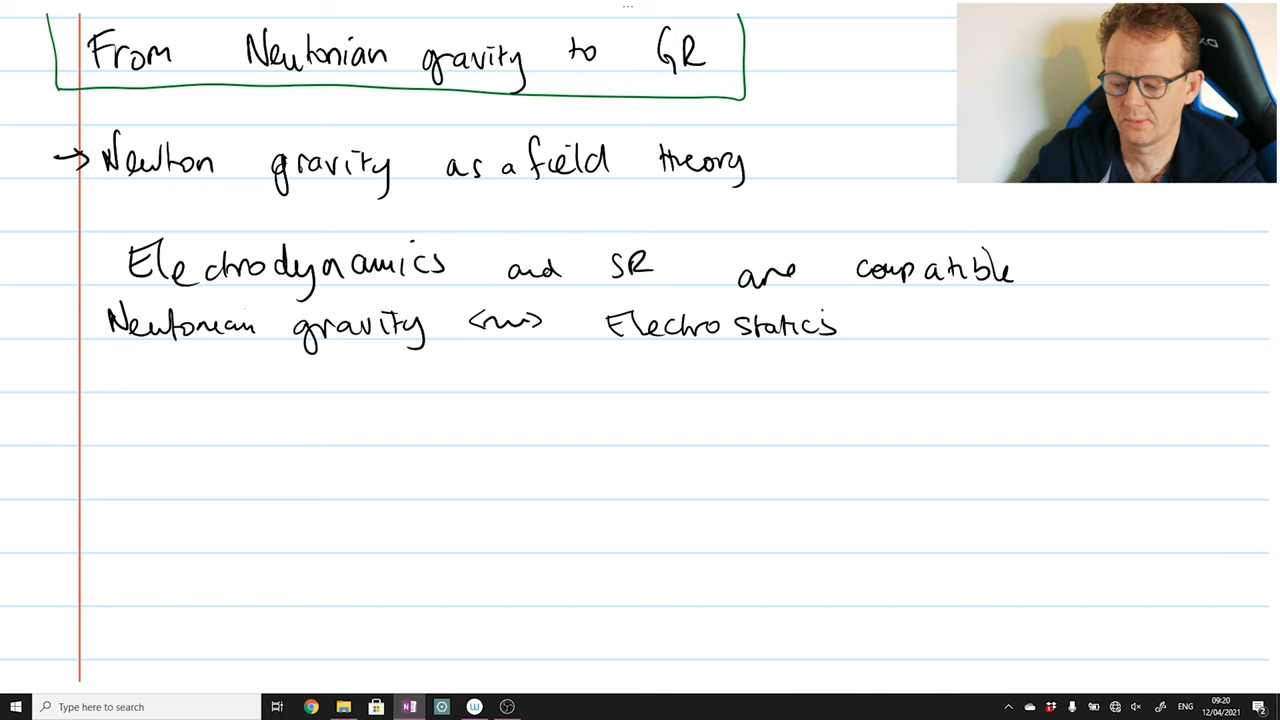 From Newtonian gravity to GR
→ Newton gravity as a field theory
Electrodynamics and SR are compatible
Newtonian gravity <~> Electrostatics
Type here to search
ENG
09:20
12/04/2021
2